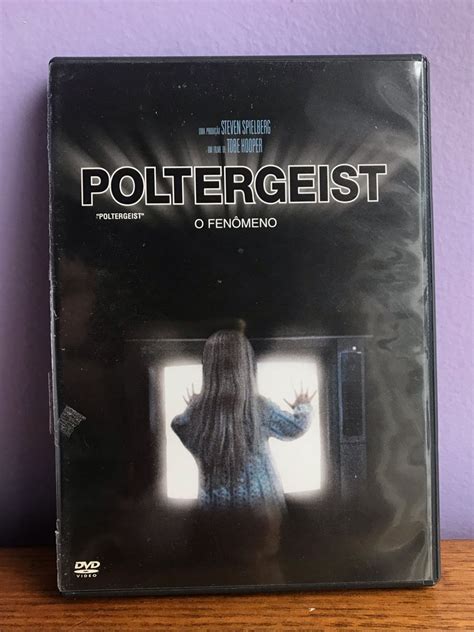 UMA PRODUÇÃO STEVEN SPIELBERG
UM FILME DE TOBE HOOPER
POLTERGEIST
"POLTERGEIST"
O FENÔMENO
DVD
VIDEO